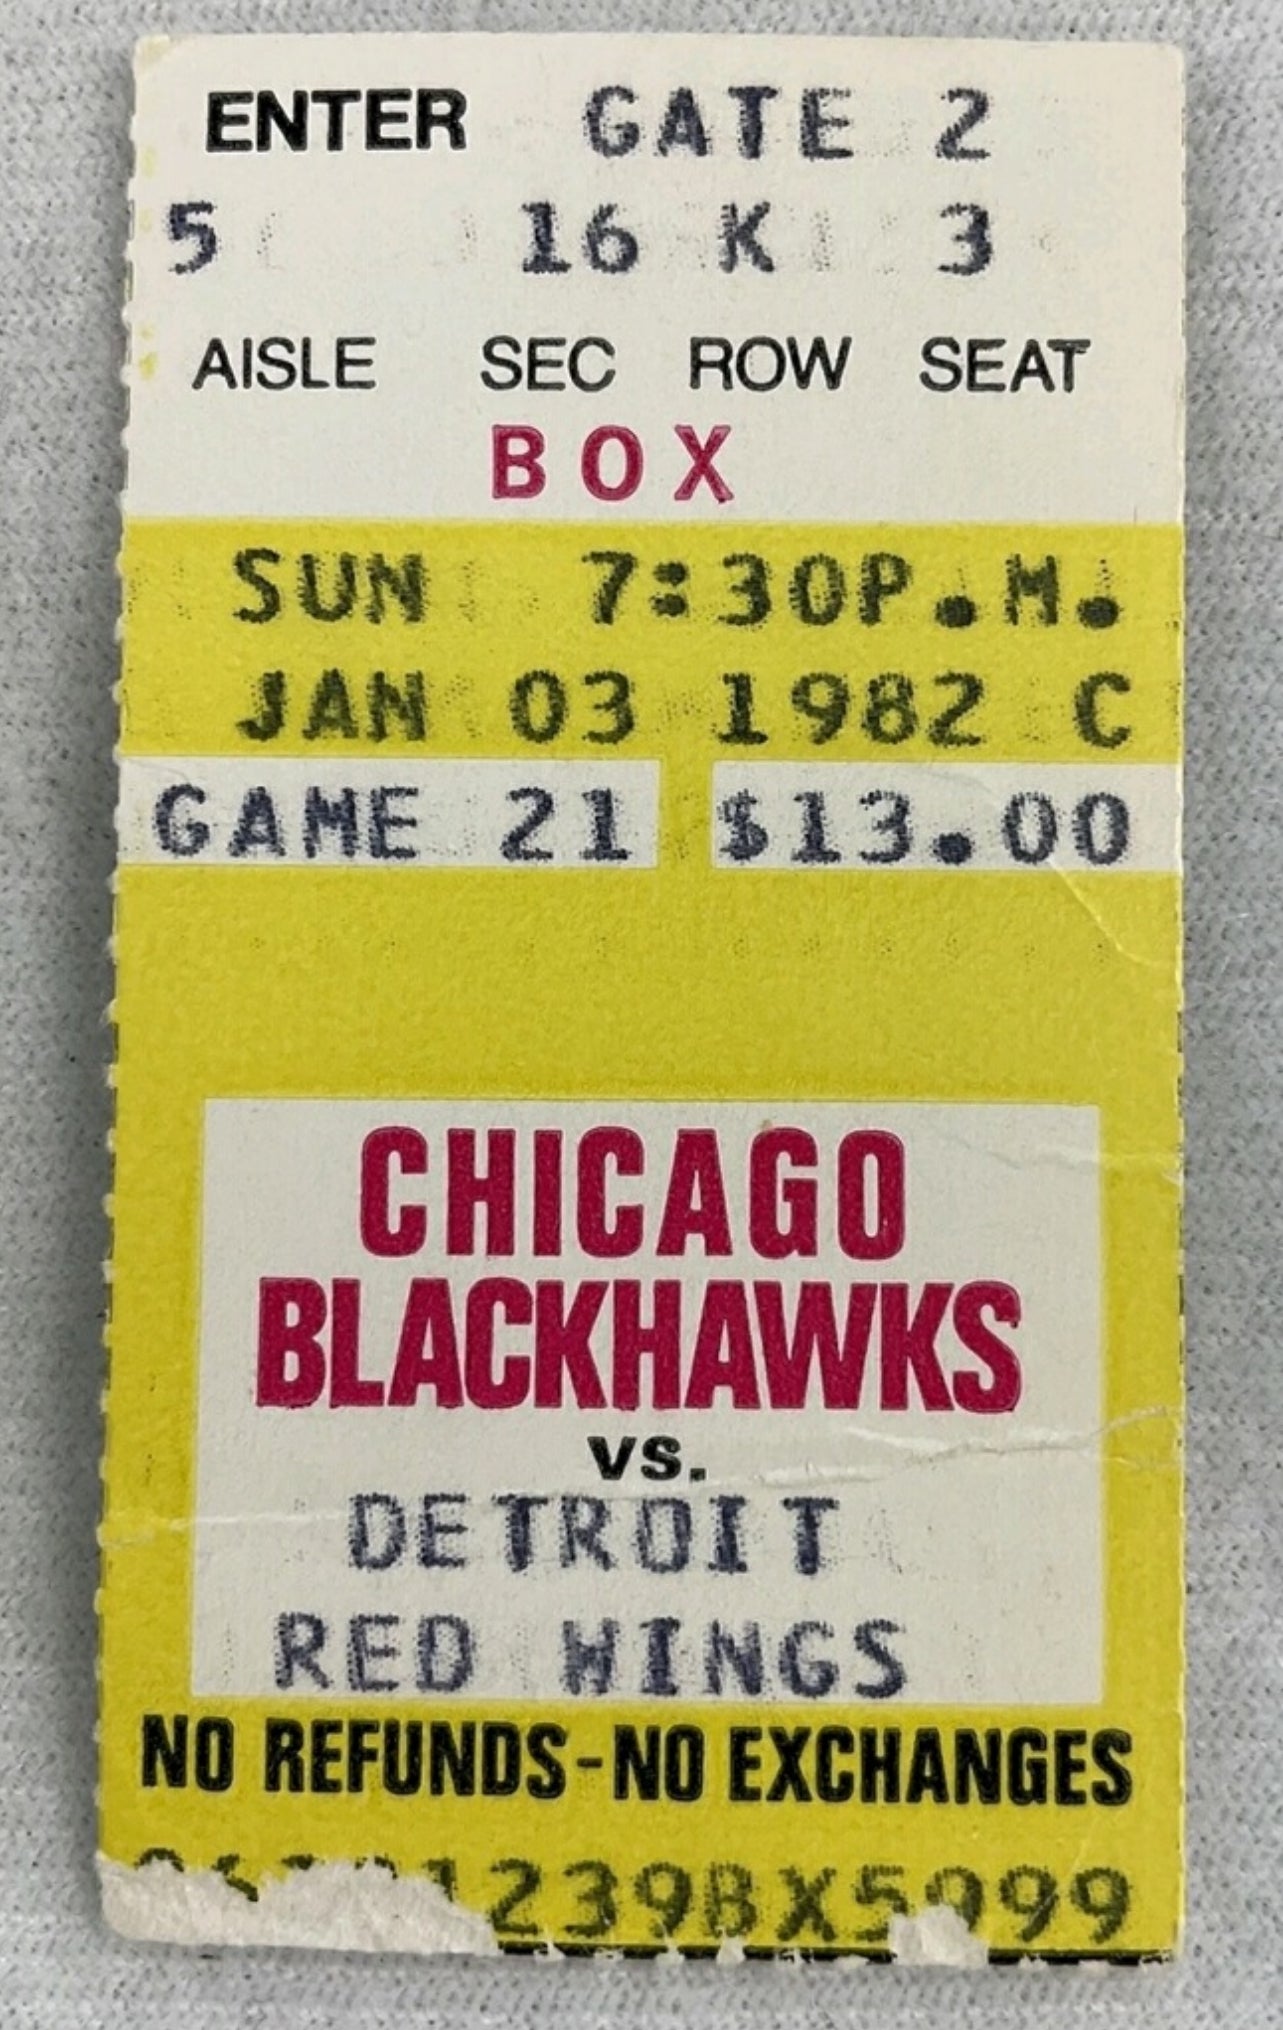 ENTER GATE 2
5 16 K 3
AISLE SEC ROW SEAT
BOX
SUN 7:30P.M.
JAN 03 1982 C
GAME 21 $13.00
CHICAGO
BLACKHAWKS
vs.
DETROIT
RED WINGS
NO REFUNDS-NO EXCHANGES